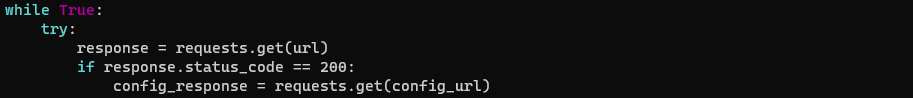 while True:
    try:
        response = requests.get(url)
        if response.status_code == 200:
            config_response = requests.get(config_url)